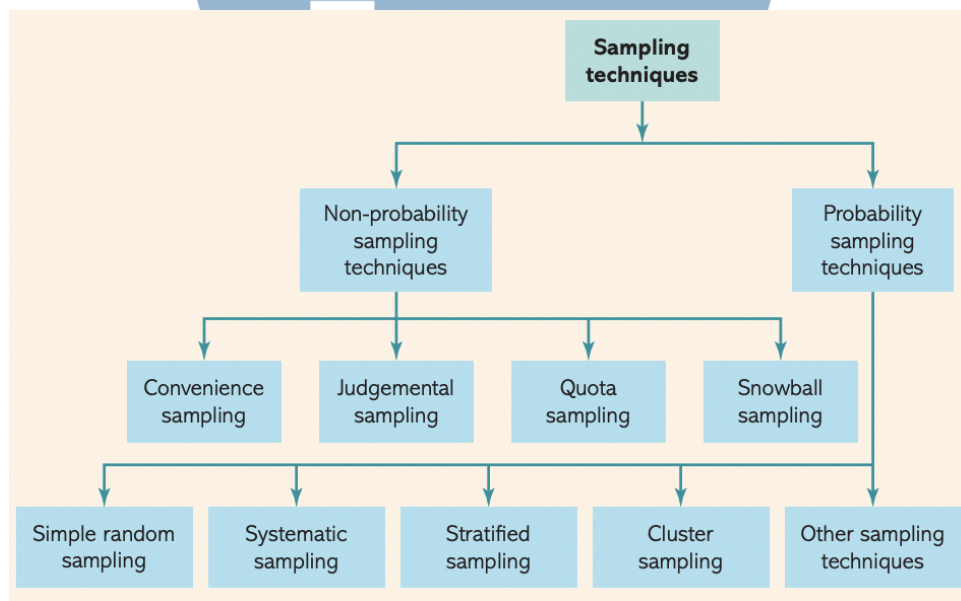 Sampling
techniques
Non-probability
sampling
techniques
Probability
sampling
techniques
Convenience
sampling
Judgemental
sampling
Quota
sampling
Snowball
sampling
Simple random
sampling
Systematic
sampling
Stratified
sampling
Cluster
sampling
Other sampling
techniques